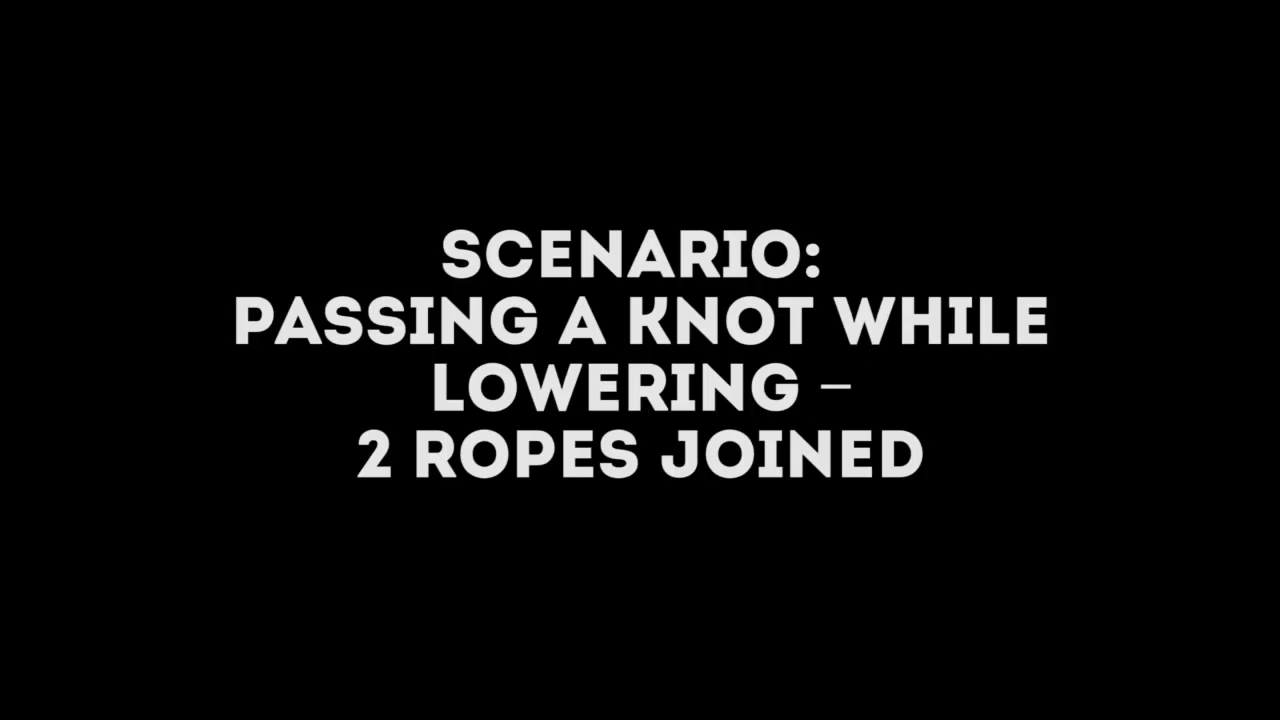 SCENARIO:
PASSING A KNOT WHILE
LOWERING –
2 ROPES JOINED